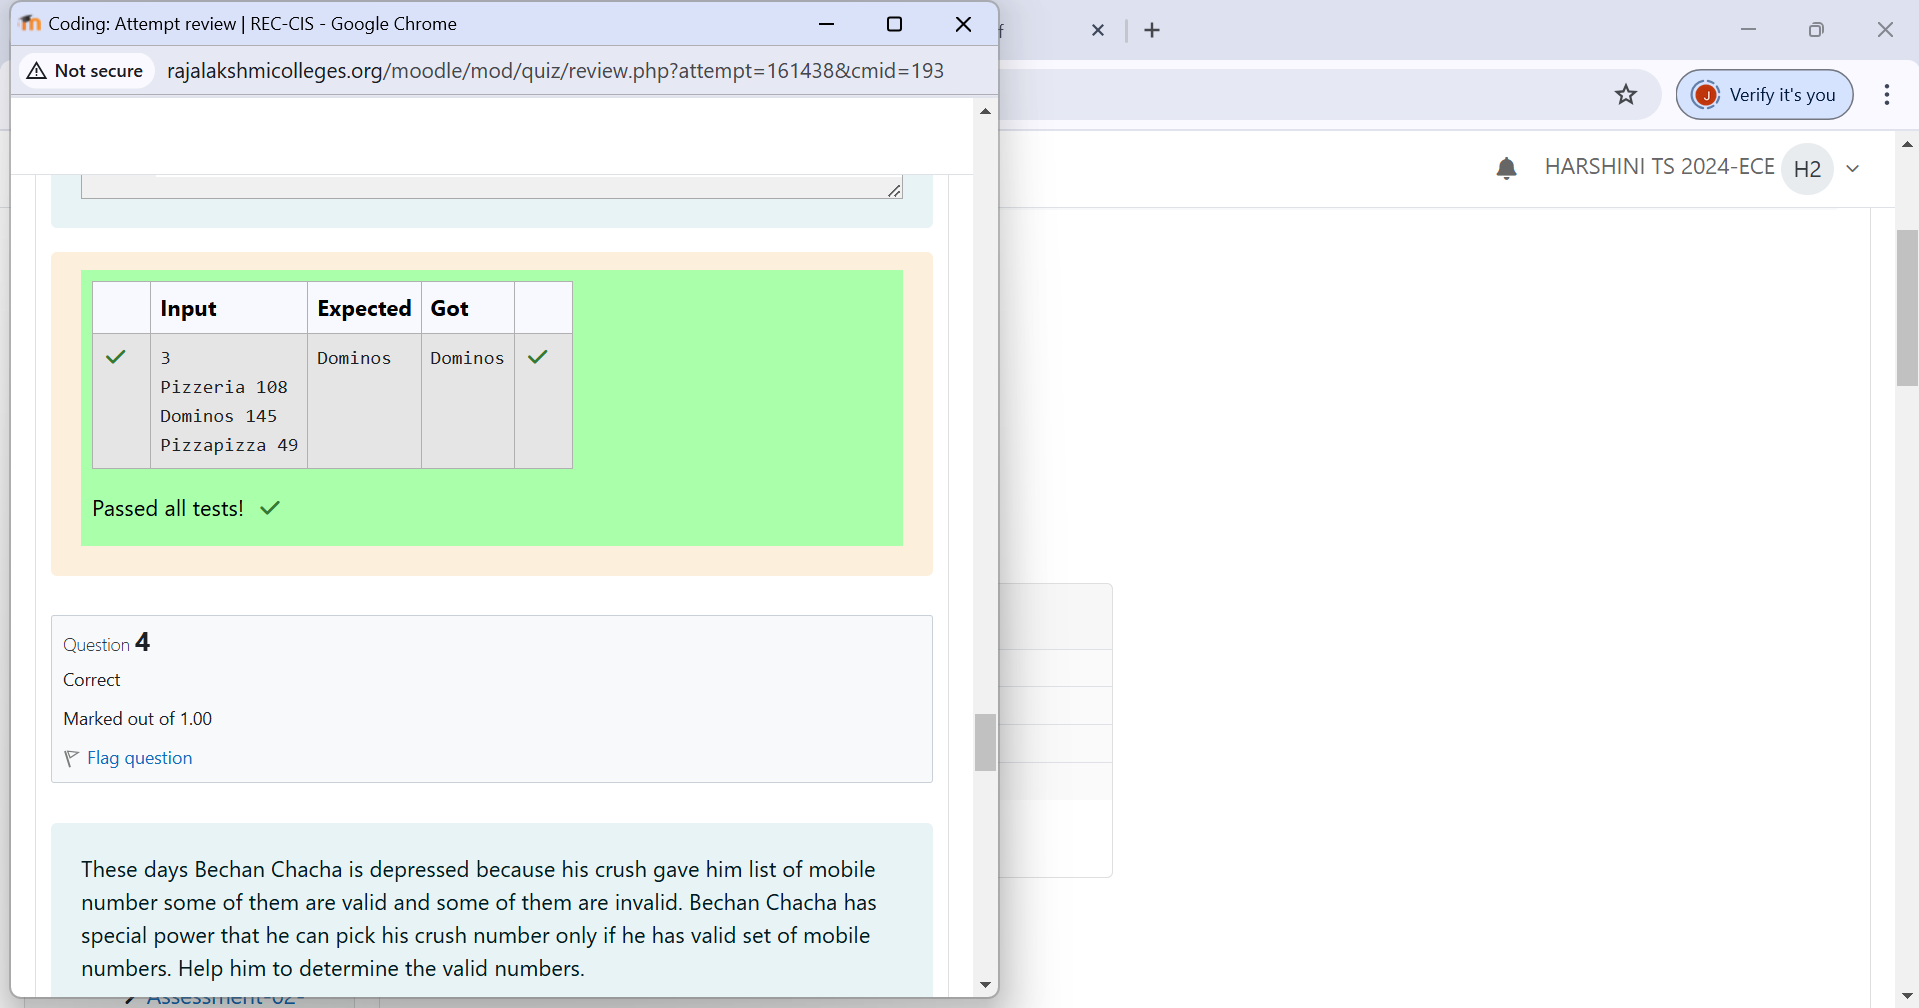 Coding: Attempt review | REC-CIS - Google Chrome
Not secure
rajalakshmicolleges.org/moodle/mod/quiz/review.php?attempt=161438&cmid=193
Verify it's you
J
HARSHINI TS 2024-ECE
H2
Input Expected Got
3 Dominos Dominos
Pizzeria 108
Dominos 145
Pizzapizza 49
Passed all tests!
Question 4
Correct
Marked out of 1.00
Flag question
These days Bechan Chacha is depressed because his crush gave him list of mobile
number some of them are valid and some of them are invalid. Bechan Chacha has
special power that he can pick his crush number only if he has valid set of mobile
numbers. Help him to determine the valid numbers.
Assessment-02-